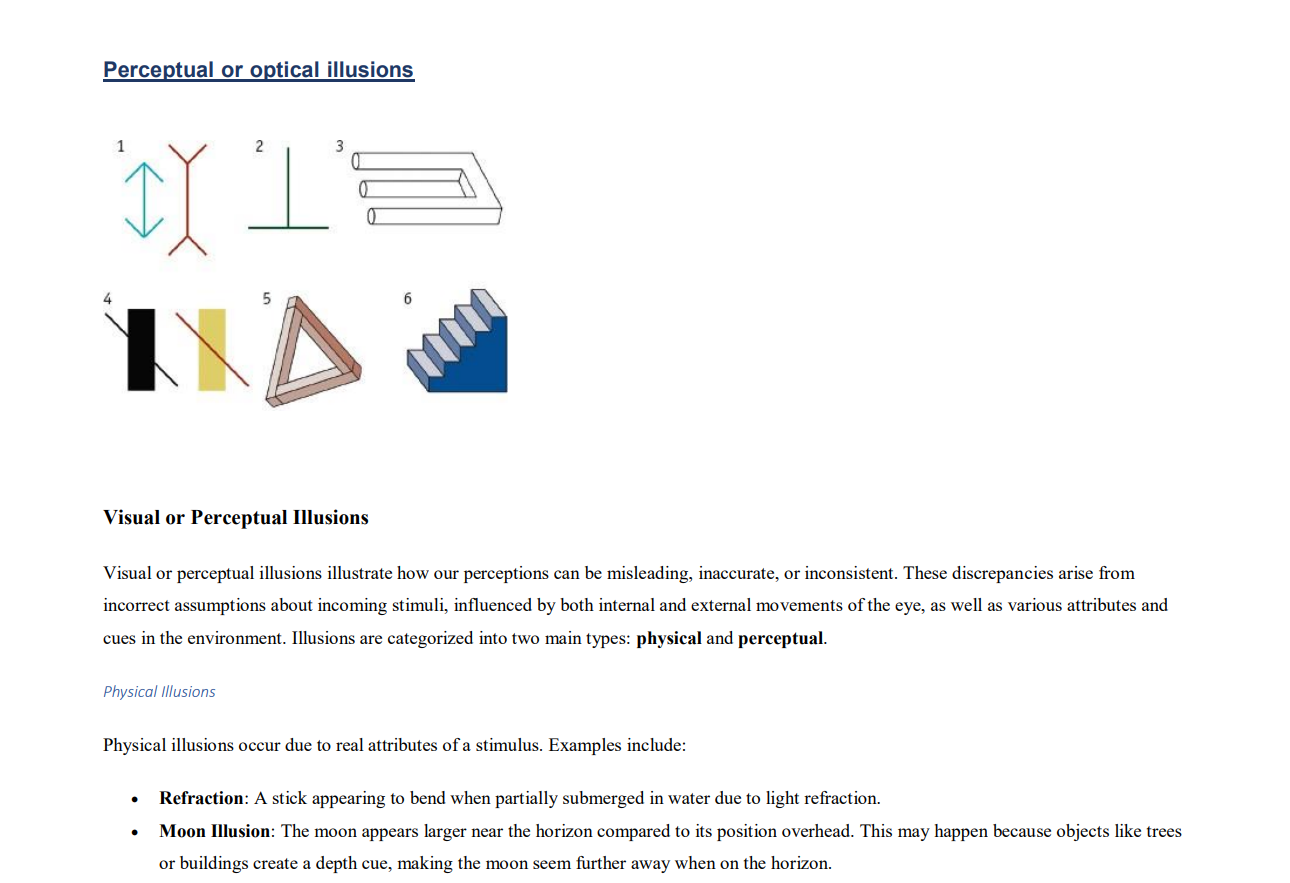 Perceptual or optical illusions
1 2 3
4 5 6
Visual or Perceptual Illusions
Visual or perceptual illusions illustrate how our perceptions can be misleading, inaccurate, or inconsistent. These discrepancies arise from
incorrect assumptions about incoming stimuli, influenced by both internal and external movements of the eye, as well as various attributes and
cues in the environment. Illusions are categorized into two main types: physical and perceptual.
Physical Illusions
Physical illusions occur due to real attributes of a stimulus. Examples include:
• Refraction: A stick appearing to bend when partially submerged in water due to light refraction.
• Moon Illusion: The moon appears larger near the horizon compared to its position overhead. This may happen because objects like trees
or buildings create a depth cue, making the moon seem further away when on the horizon.